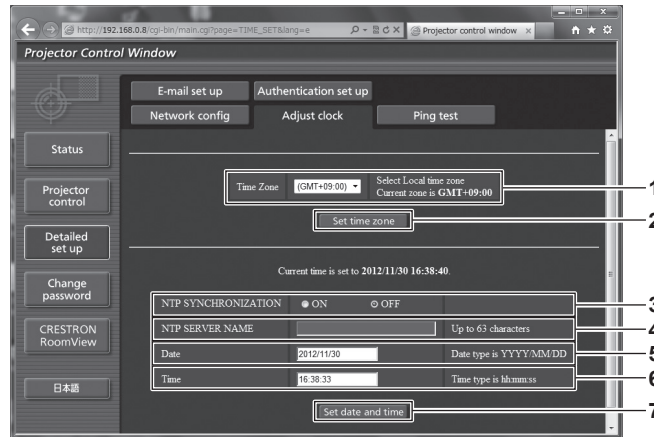 http://192.168.0.8/cgi-bin/main.cgi?page=TIME_SET&lang=e
Projector control window
Projector Control Window
E-mail set up
Authentication set up
Network config
Adjust clock
Ping test
Status
Projector control
Detailed set up
Change password
CRESTRON RoomView
日本語
Time Zone
(GMT+09:00)
Select Local time zone
Current zone is GMT+09:00
1
Set time zone
2
Current time is set to 2012/11/30 16:38:40.
NTP SYNCHRONIZATION ON OFF
3
NTP SERVER NAME Up to 63 characters
4
Date 2012/11/30 Date type is YYYY/MM/DD
5
Time 16:38:33 Time type is hh:mm:ss
6
Set date and time
7